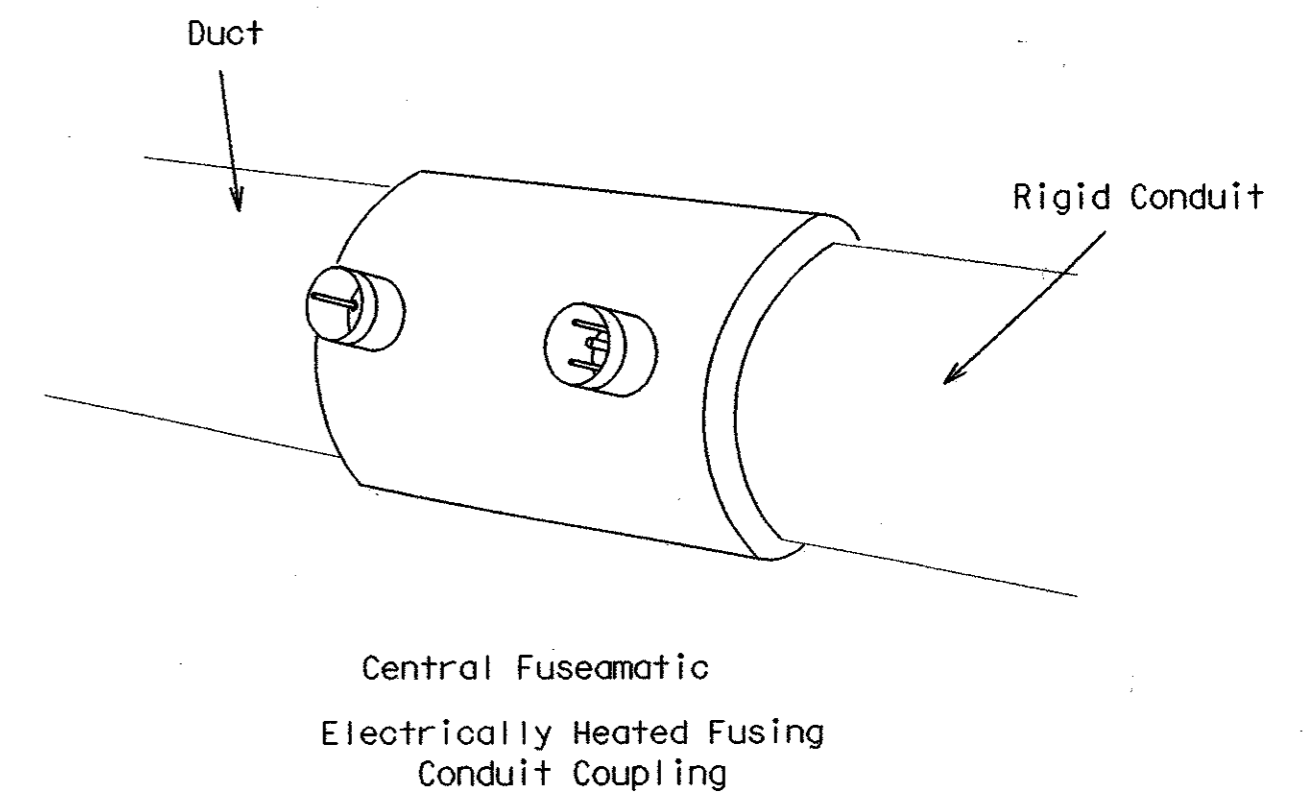 Duct
Rigid Conduit
Central Fuseamatic
Electrically Heated Fusing
Conduit Coupling